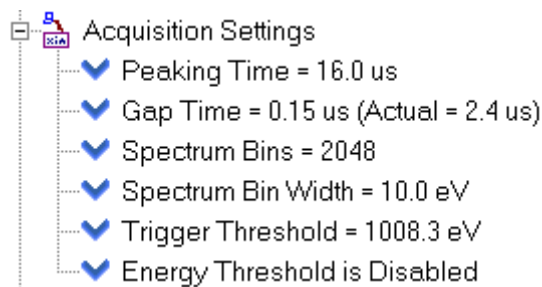 Acquisition Settings
Peaking Time = 16.0 us
Gap Time = 0.15 us (Actual = 2.4 us)
Spectrum Bins = 2048
Spectrum Bin Width = 10.0 eV
Trigger Threshold = 1008.3 eV
Energy Threshold is Disabled